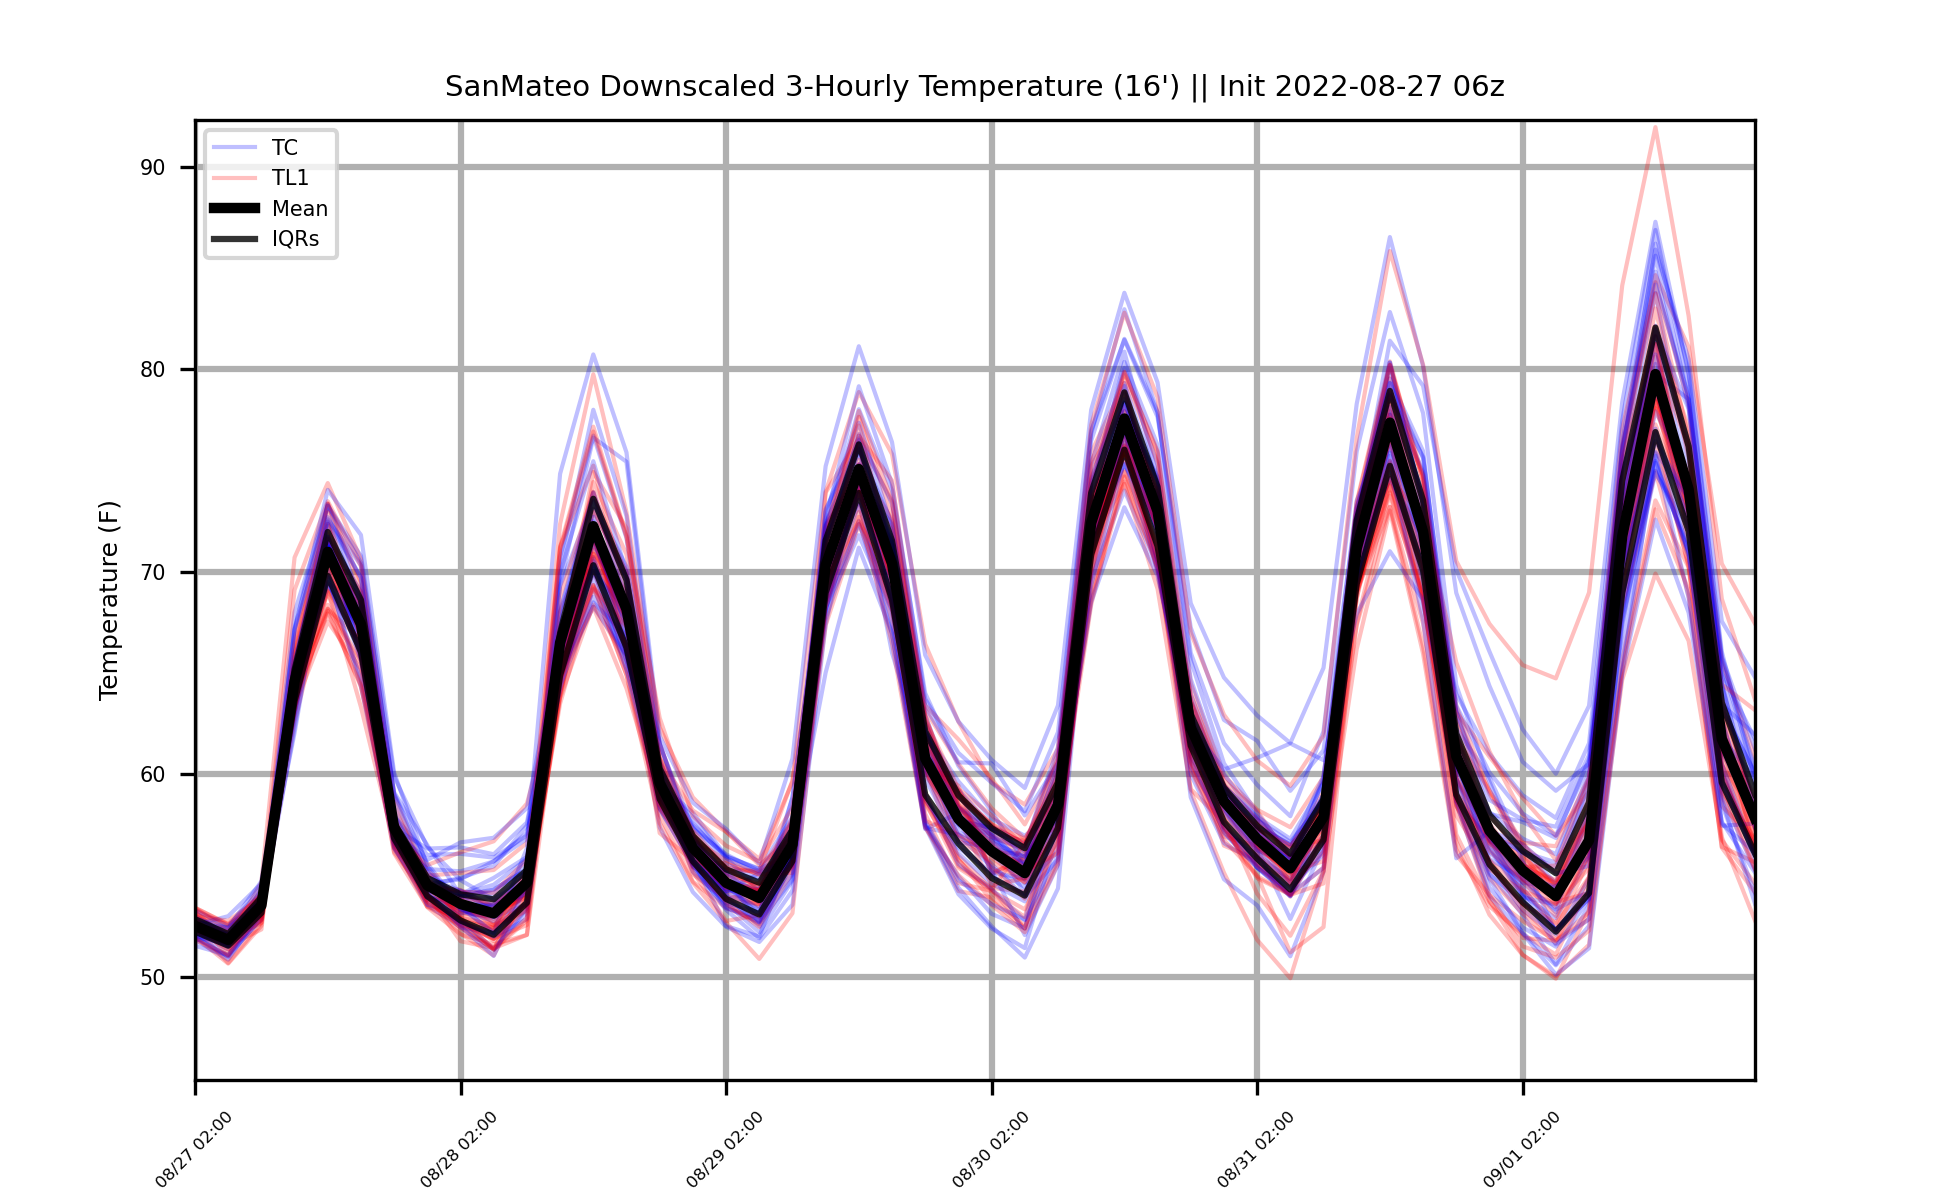 SanMateo Downscaled 3-Hourly Temperature (16') || Init 2022-08-27 06z
TC
TL1
Mean
IQRs
Temperature (F)
90
80
70
60
50
08/27 02:00
08/28 02:00
08/29 02:00
08/30 02:00
08/31 02:00
09/01 02:00